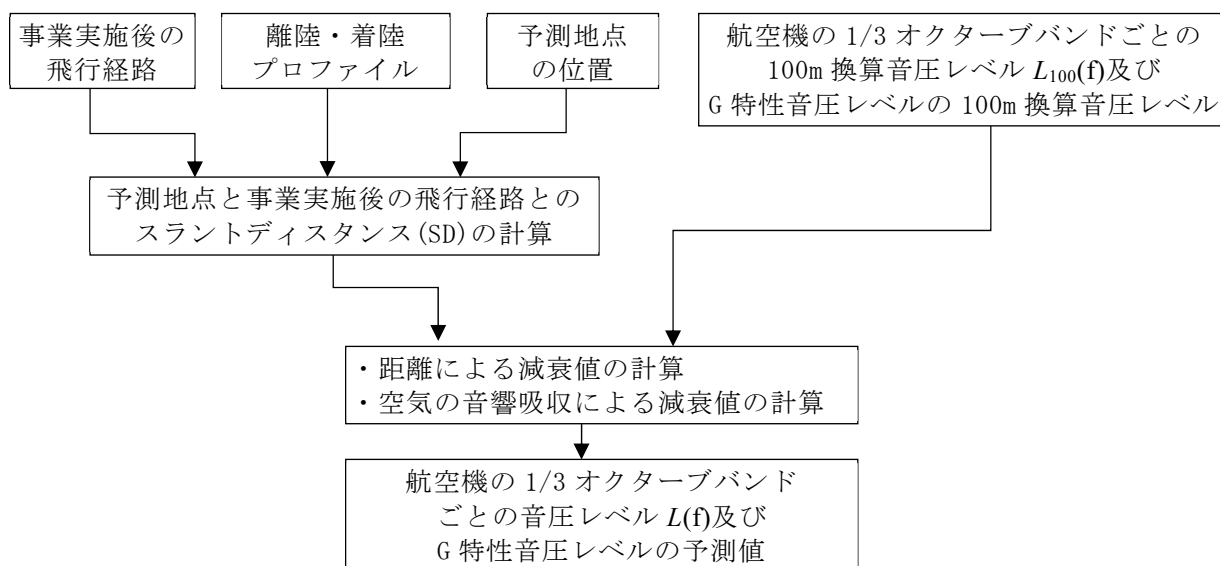 事業実施後の
飛行経路
離陸・着陸
プロファイル
予測地点
の位置
航空機の 1/3 オクターブバンドごとの
100m 換算音圧レベル L₁₀₀(f)及び
G 特性音圧レベルの 100m 換算音圧レベル
予測地点と事業実施後の飛行経路との
スラントディスタンス(SD)の計算
・距離による減衰値の計算
・空気の音響吸収による減衰値の計算
航空機の 1/3 オクターブバンド
ごとの音圧レベル L(f)及び
G 特性音圧レベルの予測値